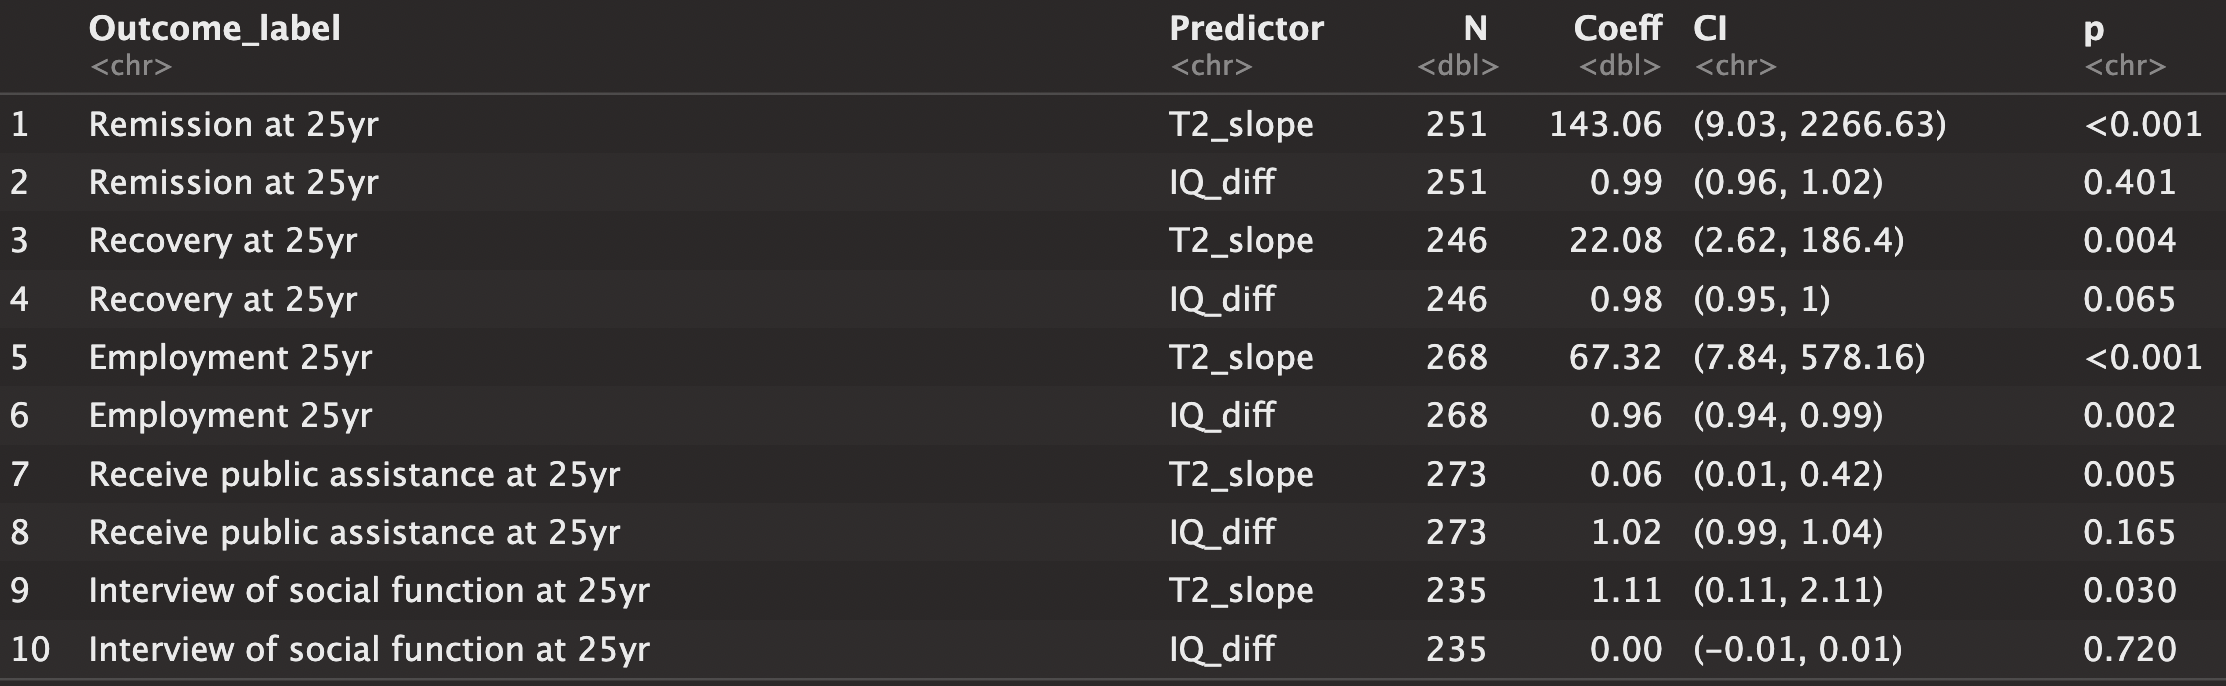 Outcome_label Predictor N Coeff CI p
<chr> <chr> <dbl> <dbl> <chr> <chr>
1 Remission at 25yr T2_slope 251 143.06 (9.03, 2266.63) <0.001
2 Remission at 25yr IQ_diff 251 0.99 (0.96, 1.02) 0.401
3 Recovery at 25yr T2_slope 246 22.08 (2.62, 186.4) 0.004
4 Recovery at 25yr IQ_diff 246 0.98 (0.95, 1) 0.065
5 Employment 25yr T2_slope 268 67.32 (7.84, 578.16) <0.001
6 Employment 25yr IQ_diff 268 0.96 (0.94, 0.99) 0.002
7 Receive public assistance at 25yr T2_slope 273 0.06 (0.01, 0.42) 0.005
8 Receive public assistance at 25yr IQ_diff 273 1.02 (0.99, 1.04) 0.165
9 Interview of social function at 25yr T2_slope 235 1.11 (0.11, 2.11) 0.030
10 Interview of social function at 25yr IQ_diff 235 0.00 (-0.01, 0.01) 0.720